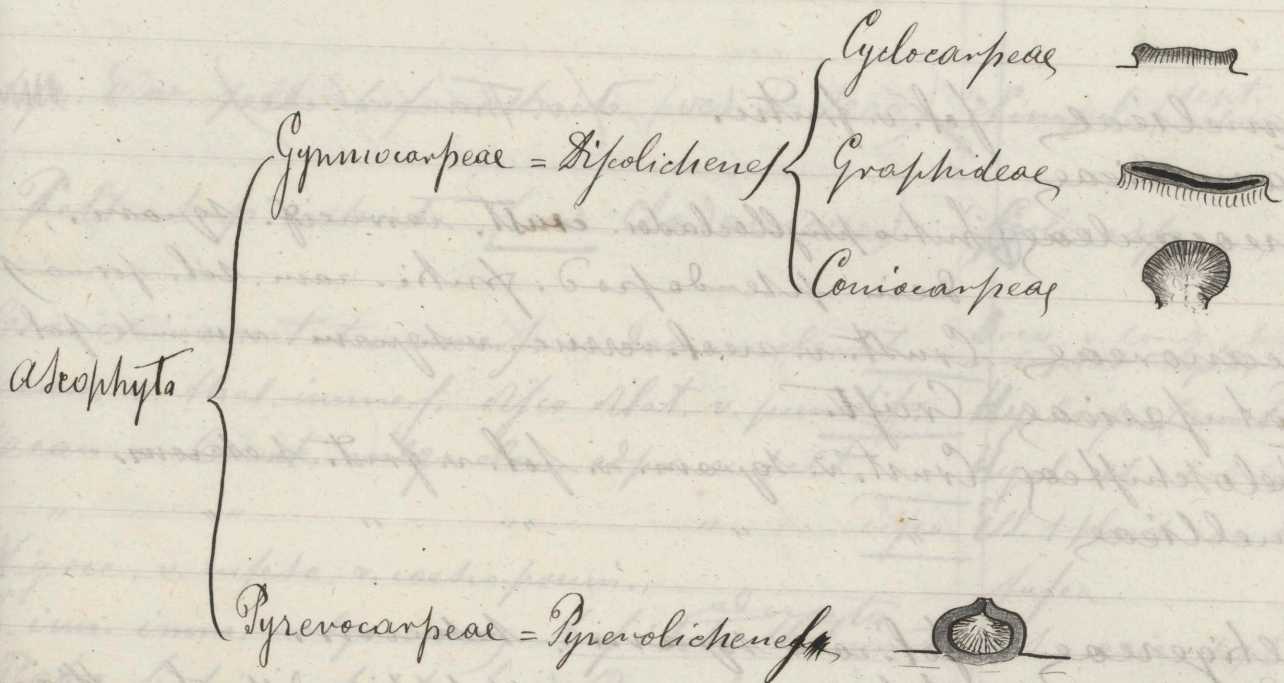 Cyclocarpeae
Gymnocarpeae = Discolichenes
Graphideae
Coniocarpeae
Ascophyta
Pyrenocarpeae = Pyrenolichenes